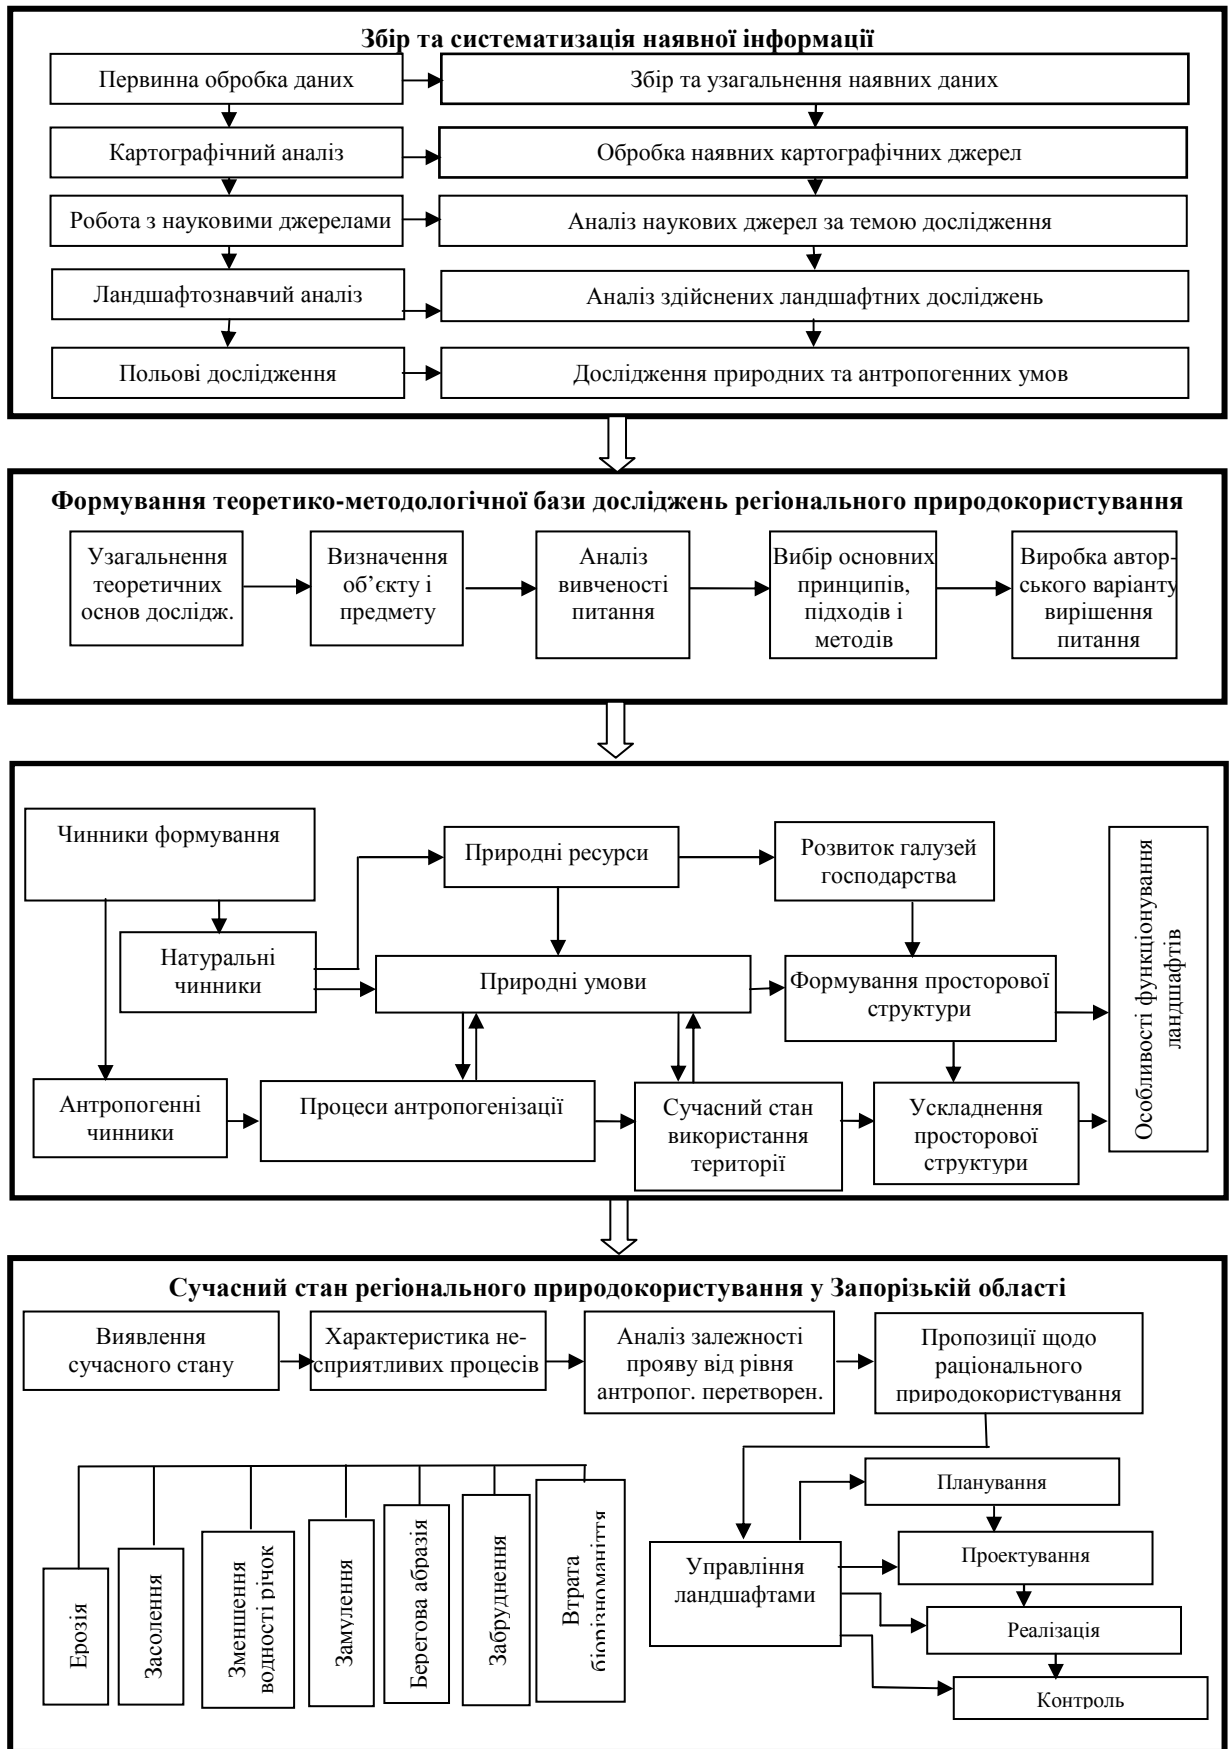 Збір та систематизація наявної інформації
Первинна обробка даних
Збір та узагальнення наявних даних
Картографічний аналіз
Обробка наявних картографічних джерел
Робота з науковими джерелами
Аналіз наукових джерел за темою дослідження
Ландшафтознавчий аналіз
Аналіз здійснених ландшафтних досліджень
Польові дослідження
Дослідження природних та антропогенних умов
Формування теоретико-методологічної бази досліджень регіонального природокористування
Узагальнення
теоретичних
основ дослідж.
Визначення
об’єкту і
предмету
Аналіз
вивченості
питання
Вибір основних
принципів,
підходів і
методів
Виробка автор-
ського варіанту
вирішення
питання
Чинники формування
Природні ресурси
Розвиток галузей
господарства
Натуральні
чинники
Природні умови
Формування просторової
структури
Особливості функціонування
ландшафтів
Антропогенні
чинники
Процеси антропогенізації
Сучасний стан
використання
території
Ускладнення
просторової
структури
Сучасний стан регіонального природокористування у Запорізькій області
Виявлення
сучасного стану
Характеристика не-
сприятливих процесів
Аналіз залежності
прояву від рівня
антропог. перетворен.
Пропозиції щодо
раціонального
природокористування
Ерозія
Засолення
Зменшення
водності річок
Замулення
Берегова абразія
Забруднення
Втрата
біорізноманіття
Управління
ландшафтами
Планування
Проектування
Реалізація
Контроль